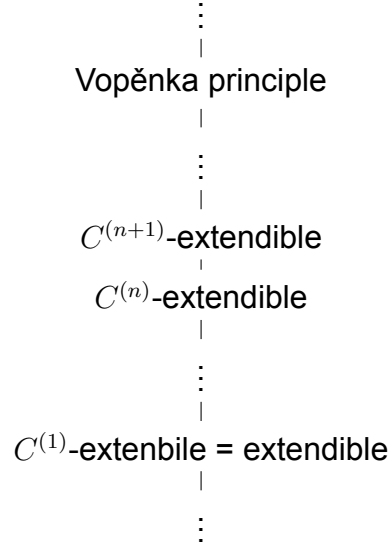 ⋮
Vopěnka principle
⋮
C^{(n+1)}-extendible
C^{(n)}-extendible
⋮
C^{(1)}-extenbile = extendible
⋮